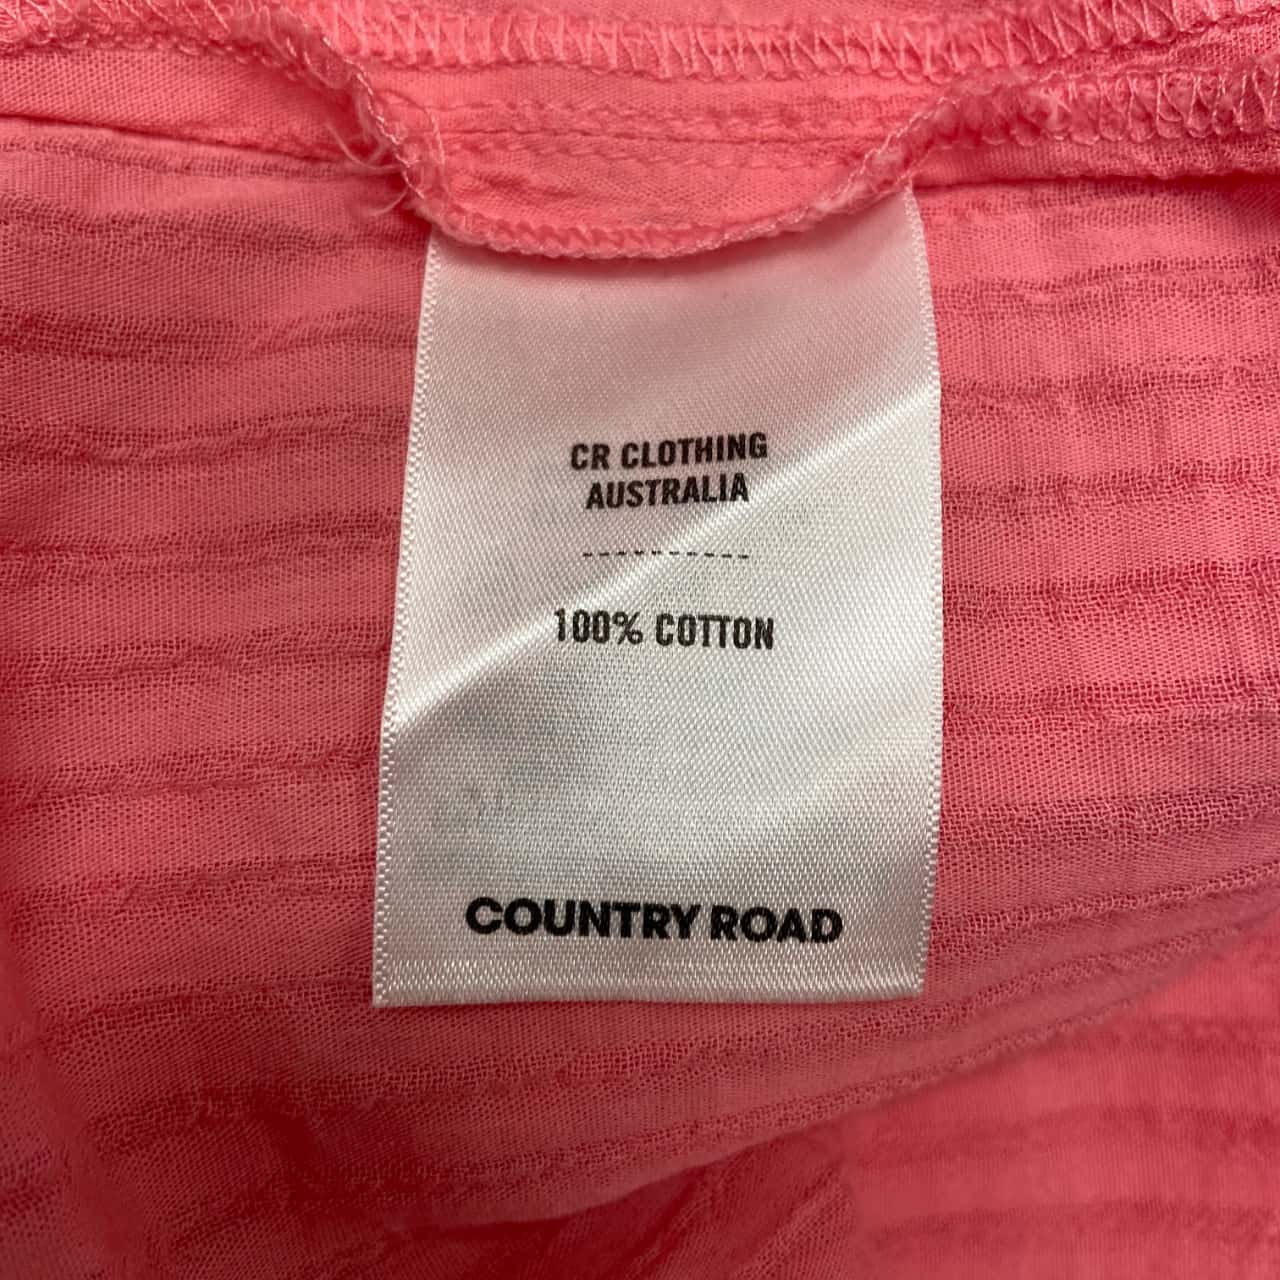 CR CLOTHING
AUSTRALIA
----------
100% COTTON
COUNTRY ROAD